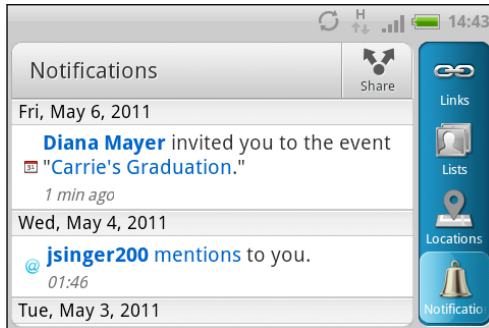 H
14:43
Notifications
Share
Links
Fri, May 6, 2011
Diana Mayer invited you to the event
31 "Carrie's Graduation."
1 min ago
Lists
Wed, May 4, 2011
@ jsinger200 mentions to you.
01:46
Locations
Tue, May 3, 2011
Notificatio